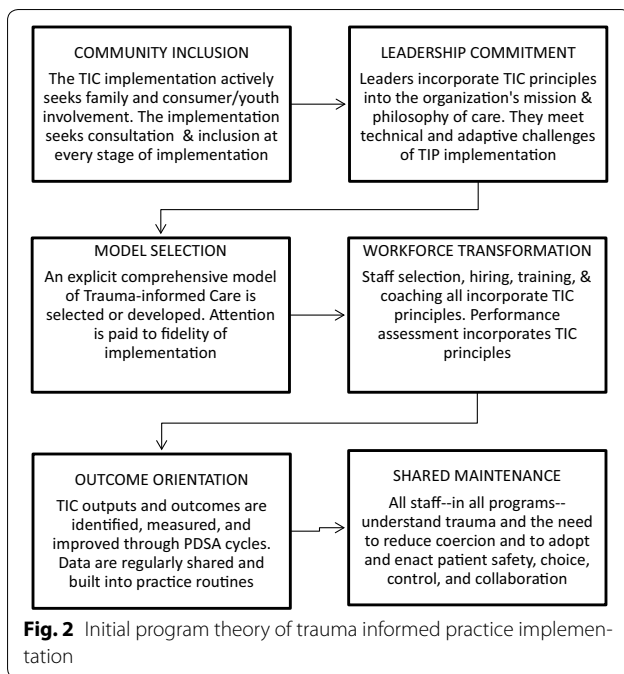 COMMUNITY INCLUSION
The TIC implementation actively
seeks family and consumer/youth
involvement. The implementation
seeks consultation & inclusion at
every stage of implementation
LEADERSHIP COMMITMENT
Leaders incorporate TIC principles
into the organization's mission &
philosophy of care. They meet
technical and adaptive challenges
of TIP implementation
MODEL SELECTION
An explicit comprehensive model
of Trauma-informed Care is
selected or developed. Attention
is paid to fidelity of
implementation
WORKFORCE TRANSFORMATION
Staff selection, hiring, training, &
coaching all incorporate TIC
principles. Performance
assessment incorporates TIC
principles
OUTCOME ORIENTATION
TIC outputs and outcomes are
identified, measured, and
improved through PDSA cycles.
Data are regularly shared and
built into practice routines
SHARED MAINTENANCE
All staff--in all programs--
understand trauma and the need
to reduce coercion and to adopt
and enact patient safety, choice,
control, and collaboration
Fig. 2 Initial program theory of trauma informed practice implemen-
tation